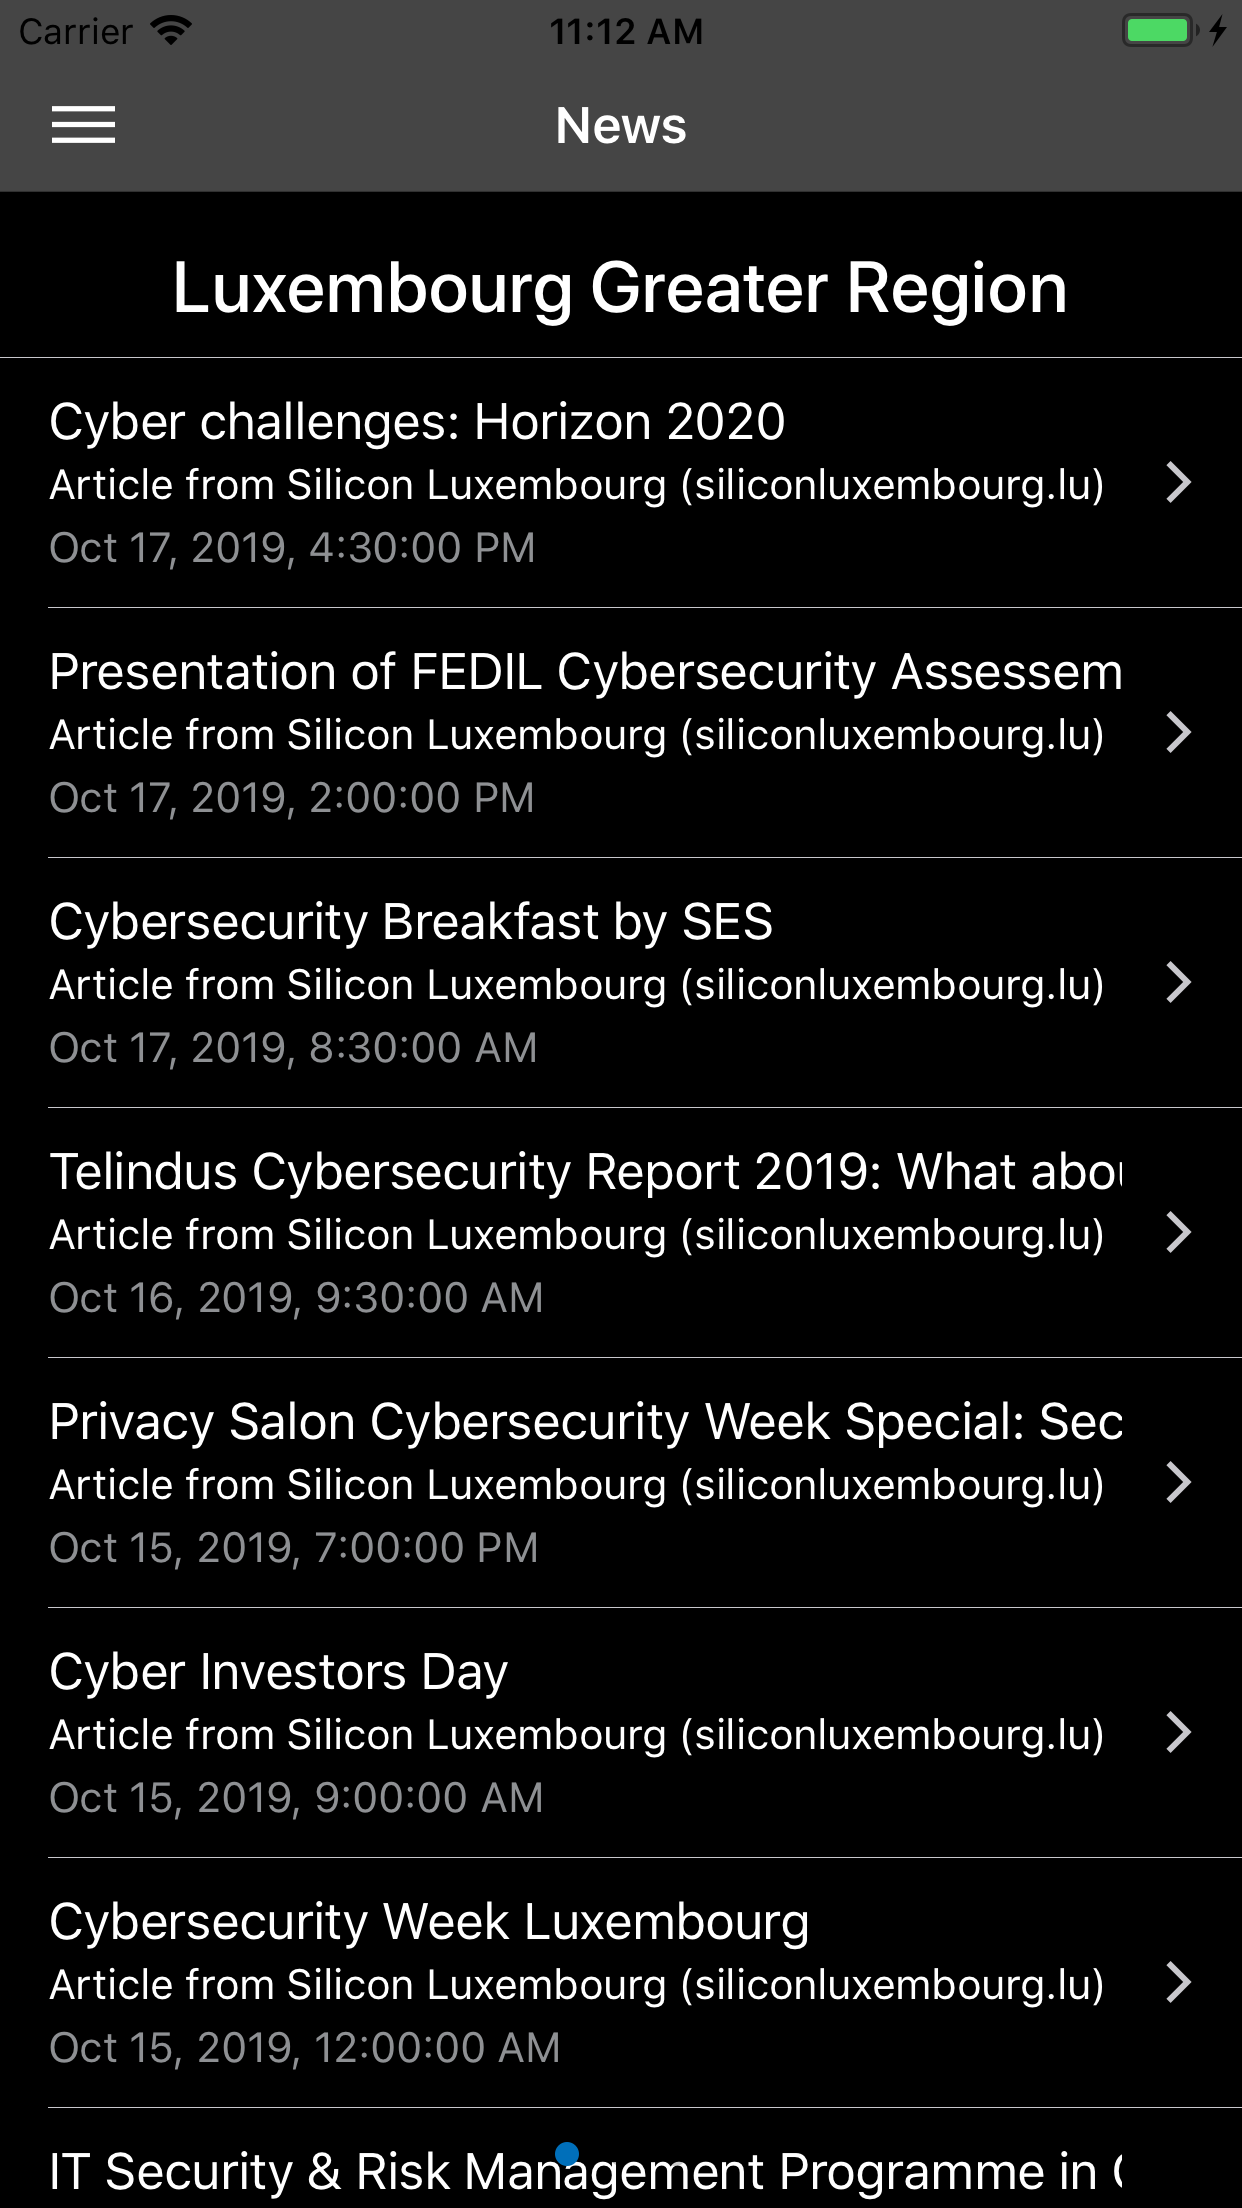 Carrier 11:12 AM
News
Luxembourg Greater Region
Cyber challenges: Horizon 2020
Article from Silicon Luxembourg (siliconluxembourg.lu)
Oct 17, 2019, 4:30:00 PM
Presentation of FEDIL Cybersecurity Assessem
Article from Silicon Luxembourg (siliconluxembourg.lu)
Oct 17, 2019, 2:00:00 PM
Cybersecurity Breakfast by SES
Article from Silicon Luxembourg (siliconluxembourg.lu)
Oct 17, 2019, 8:30:00 AM
Telindus Cybersecurity Report 2019: What
Article from Silicon Luxembourg (siliconluxembourg.lu)
Oct 16, 2019, 9:30:00 AM
Privacy Salon Cybersecurity Week Special: Sec
Article from Silicon Luxembourg (siliconluxembourg.lu)
Oct 15, 2019, 7:00:00 PM
Cyber Investors Day
Article from Silicon Luxembourg (siliconluxembourg.lu)
Oct 15, 2019, 9:00:00 AM
Cybersecurity Week Luxembourg
Article from Silicon Luxembourg (siliconluxembourg.lu)
Oct 15, 2019, 12:00:00 AM
IT Security & Risk Management Programme in